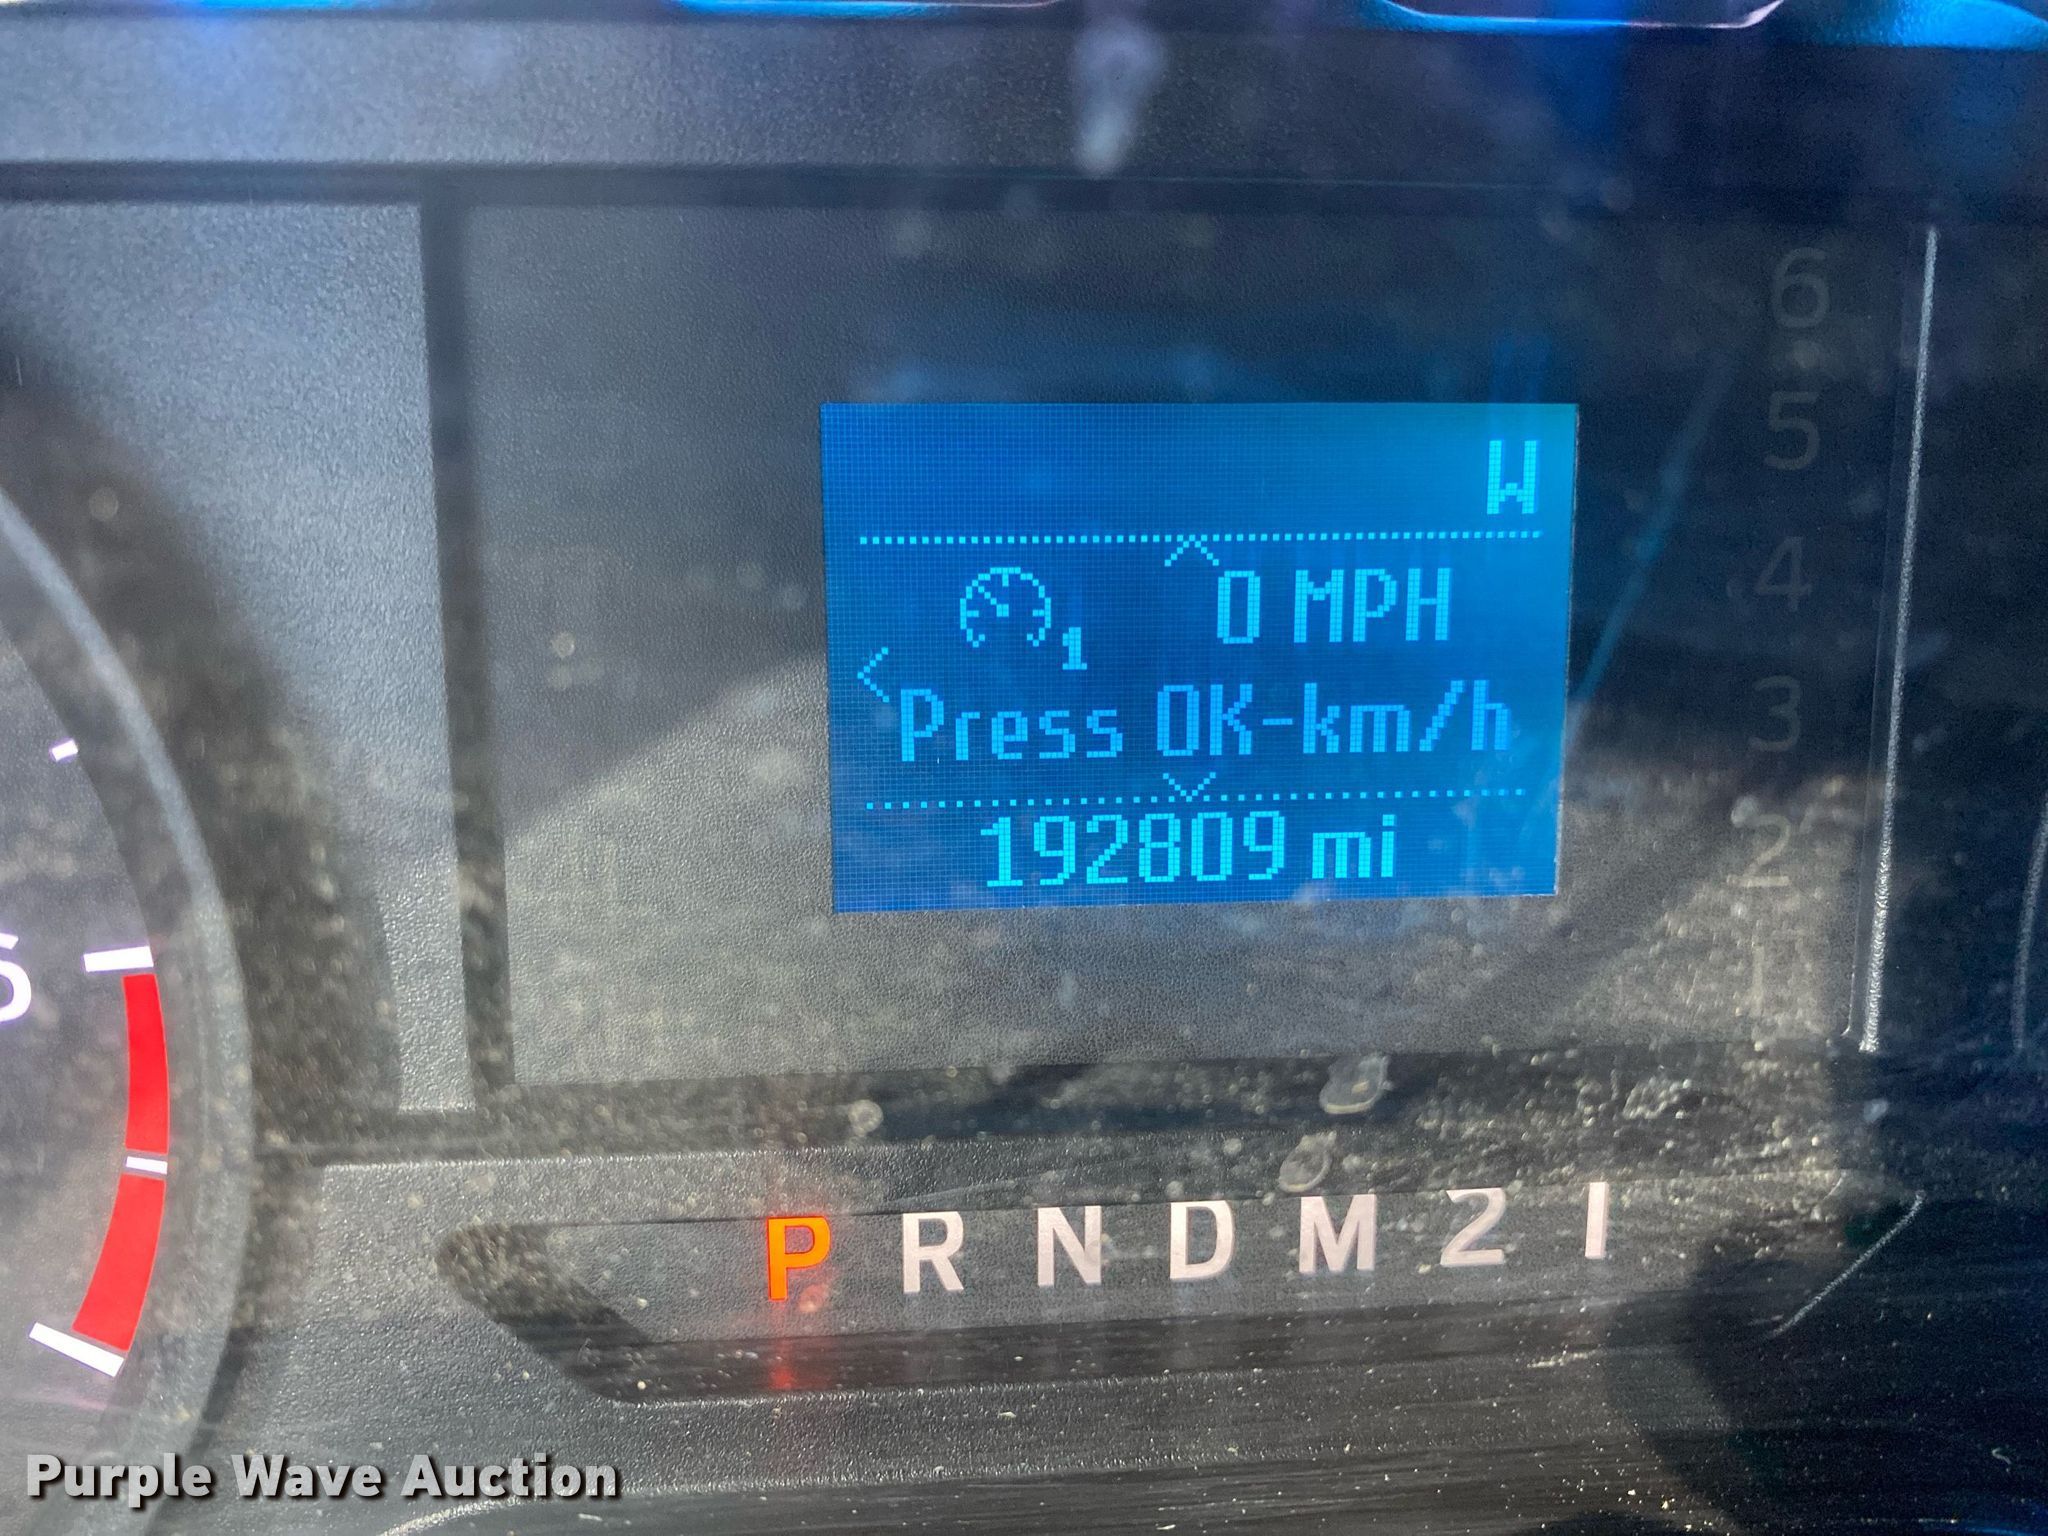 W
0 MPH
1
Press OK-km/h
192809 mi
6
5
4
3
2
1
6
P R N D M 2 1
Purple Wave Auction